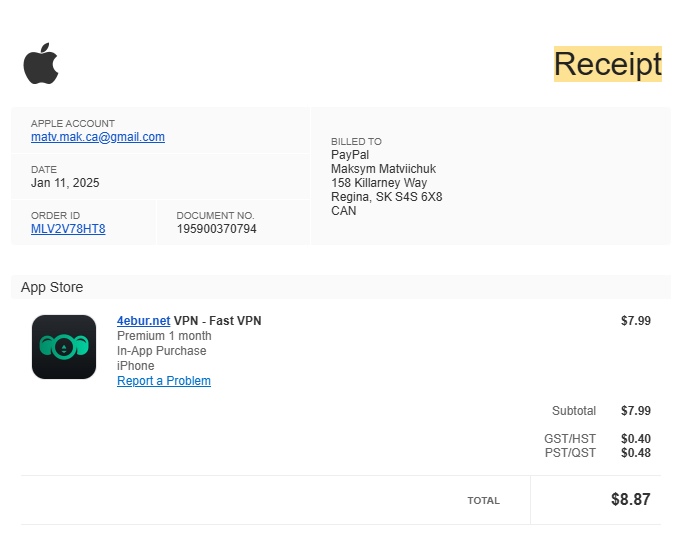 Receipt
APPLE ACCOUNT
matv.mak.ca@gmail.com
DATE
Jan 11, 2025
ORDER ID
MLV2V78HT8
DOCUMENT NO.
195900370794
BILLED TO
PayPal
Maksym Matviichuk
158 Killarney Way
Regina, SK S4S 6X8
CAN
App Store
4ebur.net VPN - Fast VPN
$7.99
Premium 1 month
In-App Purchase
iPhone
Report a Problem
Subtotal $7.99
GST/HST $0.40
PST/QST $0.48
TOTAL $8.87